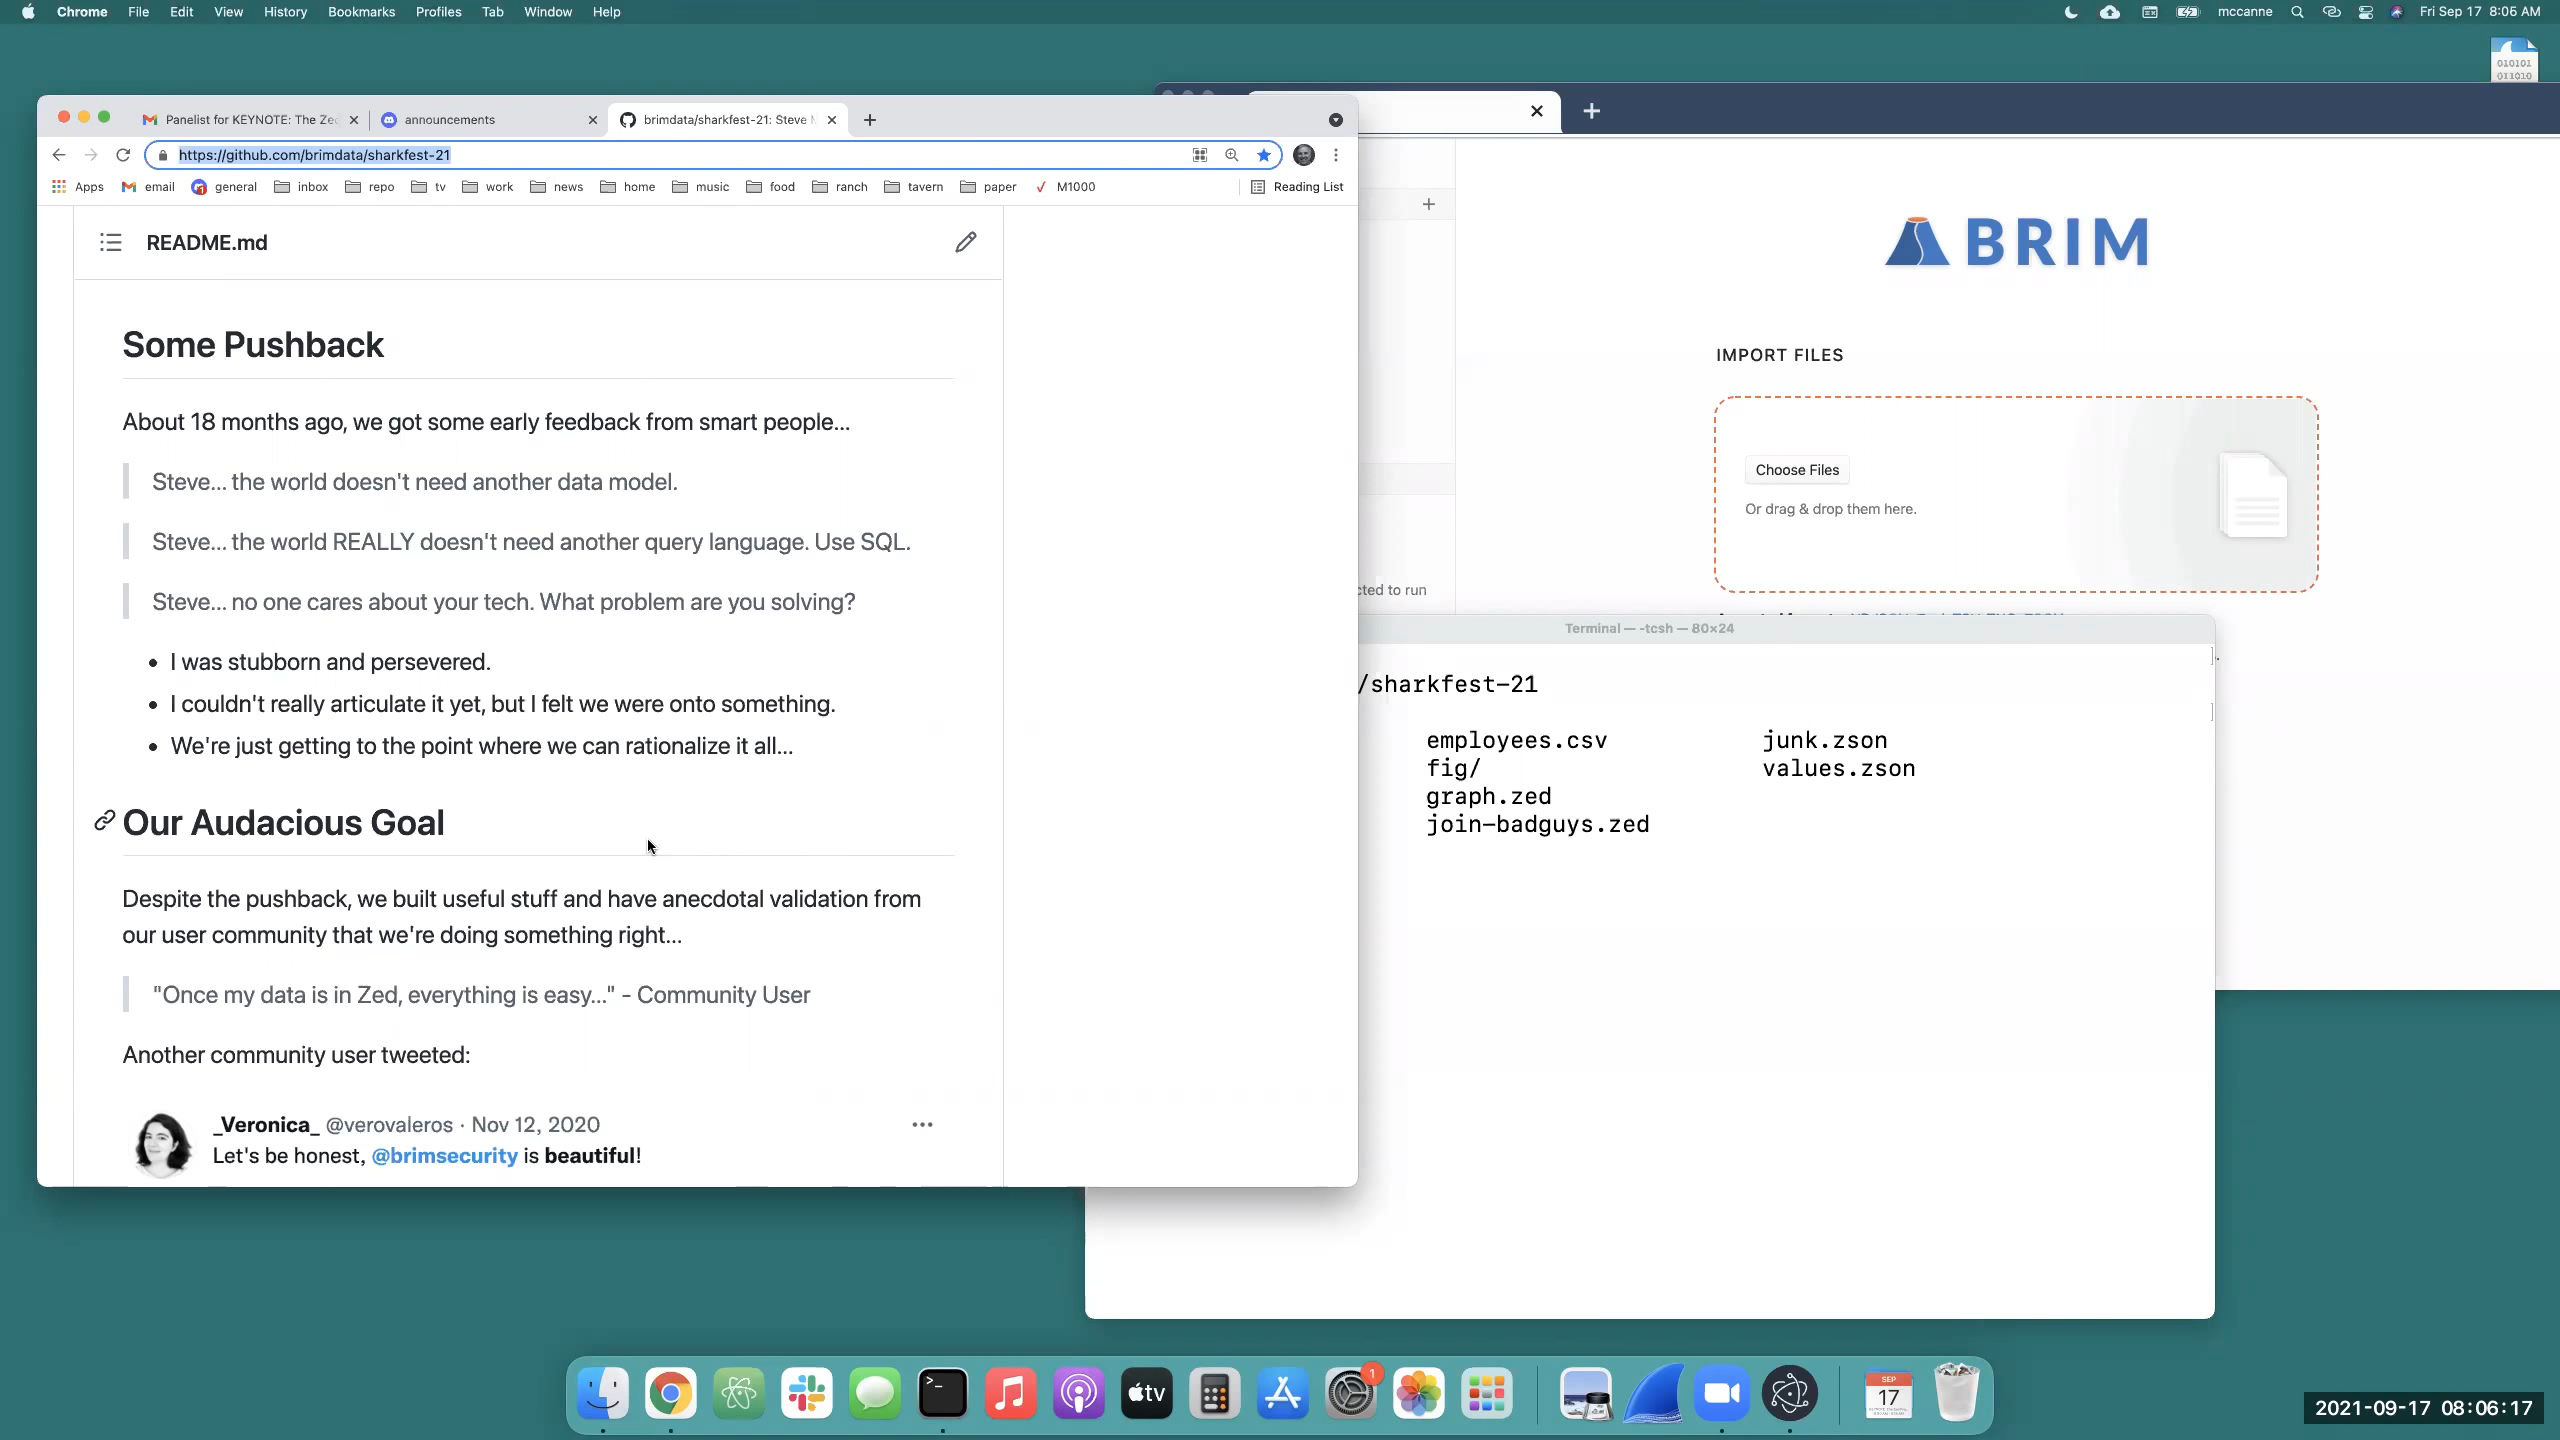 Chrome File Edit View History Bookmarks Profiles Tab Window Help
mccanne Fri Sep 17 8:05 AM
010101
011010
Panelist for KEYNOTE: The Zed
announcements
brimdata/sharkfest-21: Steve M
https://github.com/brimdata/sharkfest-21
Apps email general inbox repo tv work news home music food ranch tavern paper M1000 Reading List
README.md
Some Pushback
About 18 months ago, we got some early feedback from smart people...
Steve... the world doesn't need another data model.
Steve... the world REALLY doesn't need another query language. Use SQL.
Steve... no one cares about your tech. What problem are you solving?
• I was stubborn and persevered.
• I couldn't really articulate it yet, but I felt we were onto something.
• We're just getting to the point where we can rationalize it all...
Our Audacious Goal
Despite the pushback, we built useful stuff and have anecdotal validation from
our user community that we're doing something right...
"Once my data is in Zed, everything is easy..." - Community User
Another community user tweeted:
_Veronica_ @verovaleros · Nov 12, 2020
Let's be honest, @brimsecurity is beautiful!
BRIM
IMPORT FILES
Choose Files
Or drag & drop them here.
cted to run
Terminal — -tcsh — 80×24
/sharkfest-21
employees.csv junk.zson
fig/ values.zson
graph.zed
join-badguys.zed
tv
1
SEP
17
2021-09-17 08:06:17